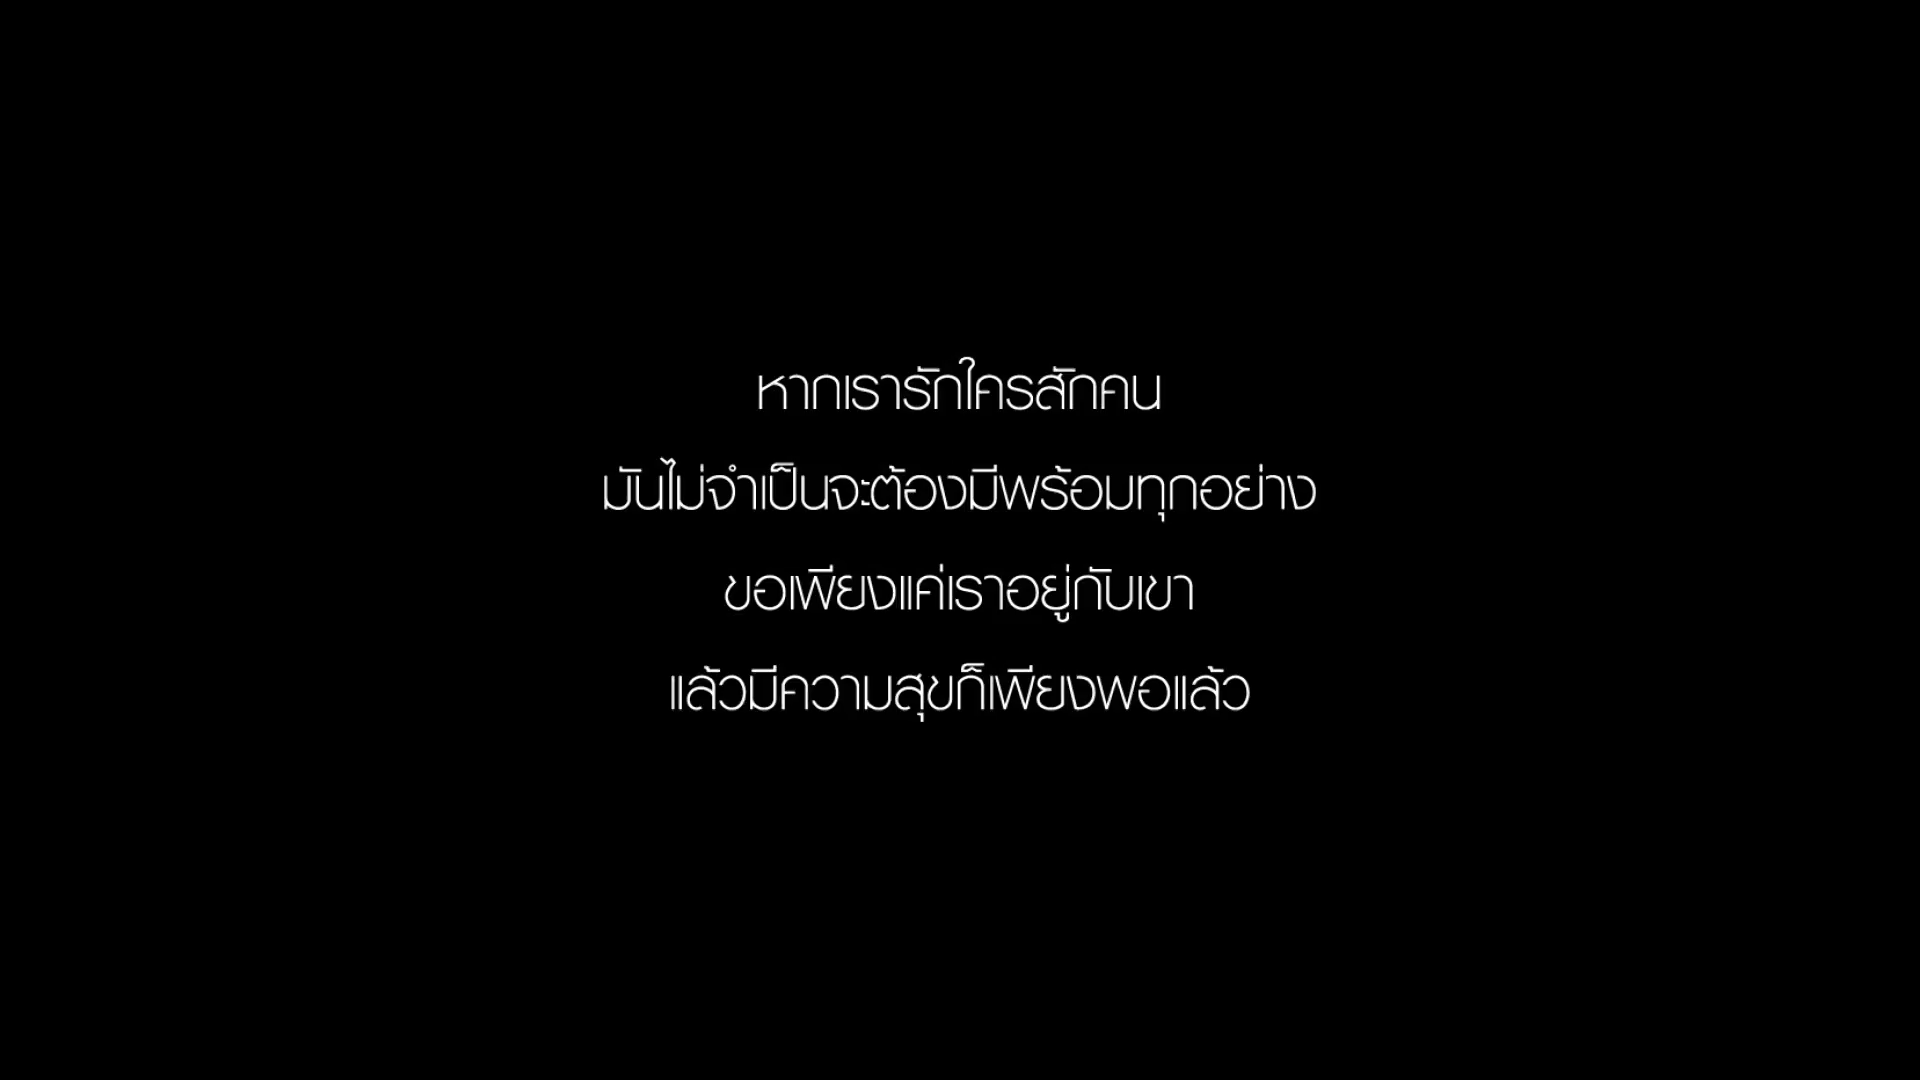 หากเรารักใครสักคน
มันไม่จำเป็นจะต้องมีพร้อมทุกอย่าง
ขอเพียงแค่เราอยู่กับเขา
แล้วมีความสุขก็เพียงพอแล้ว